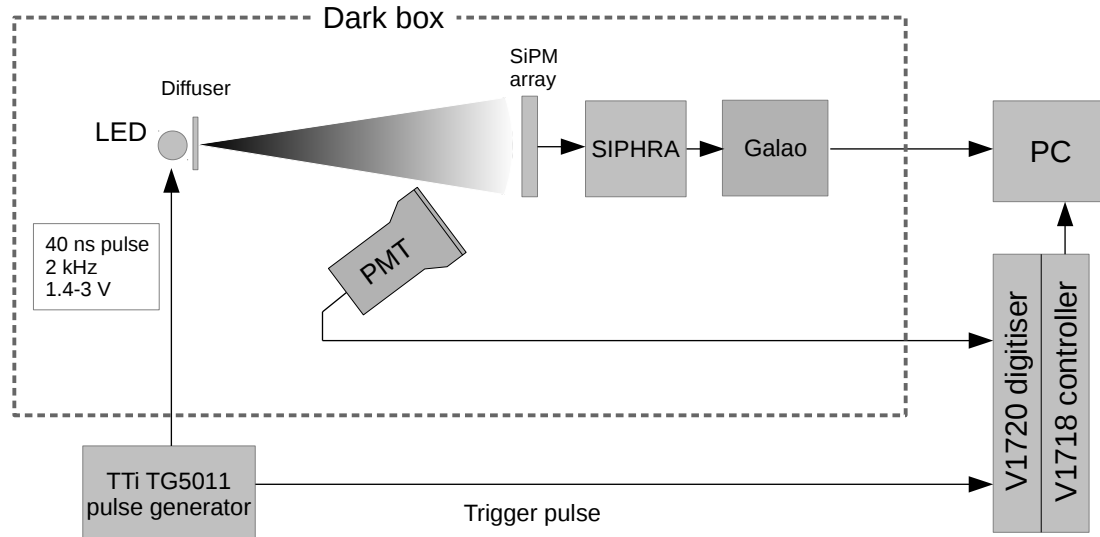 Dark box
SiPM
array
Diffuser
LED
SIPHRA
Galao
PC
40 ns pulse
2 kHz
1.4-3 V
PMT
V1720 digitiser
V1718 controller
TTi TG5011
pulse generator
Trigger pulse